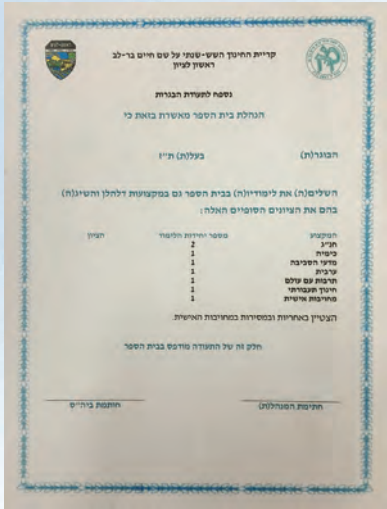 קריית החינוך השש-שנתי על שם חיים בר-לב
ראשון לציון
נספח לתעודת הבגרות
הנהלת בית הספר מאשרת בזאת כי
הבוגר(ת) בעל(ת) ת"ז
השלים(ה) את לימודיו(ה) בבית הספר גם במקצועות דלהלן והשיג(ה)
בהם את הציונים הסופיים האלה:
המקצוע מספר יחידות הלימוד הציון
חנ"ג 2
כימיה 1
מדעי הסביבה 1
ערבית 1
תרבות עם עולם 1
חינוך תעבורתי 1
מחויבות אישית 1
הצטיין באחריות ובמסירות במחויבות האישית.
חלק זה של התעודה מודפס בבית הספר
חתימת המנהל(ת) חותמת ביה"ס